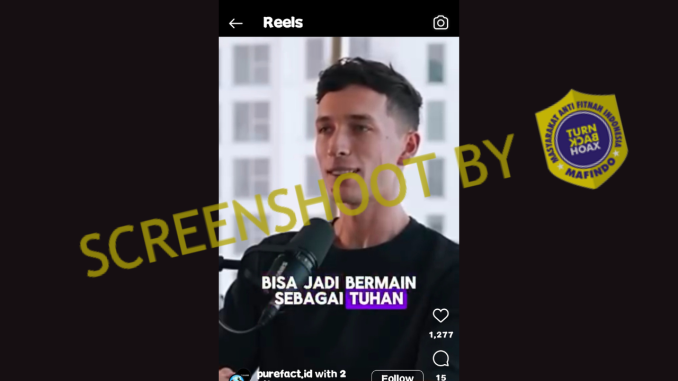 Reels
SCREENSHOOT BY
MASYARAKAT ANTI FITNAH INDONESIA
TURN
BACK
HOAX
MAFINDO
BISA JADI BERMAIN
SEBAGAI TUHAN
1,277
purefact,id with 2
Follow
15